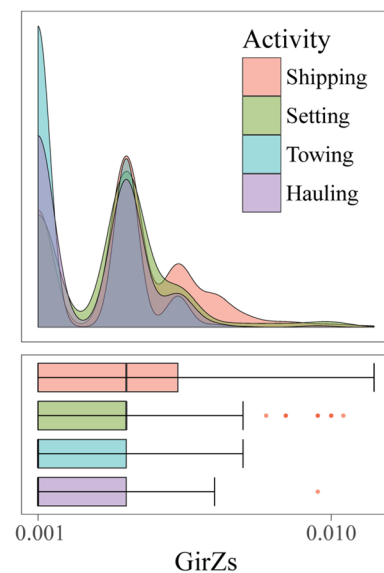 Activity
Shipping
Setting
Towing
Hauling
0.001 0.010
GirZs